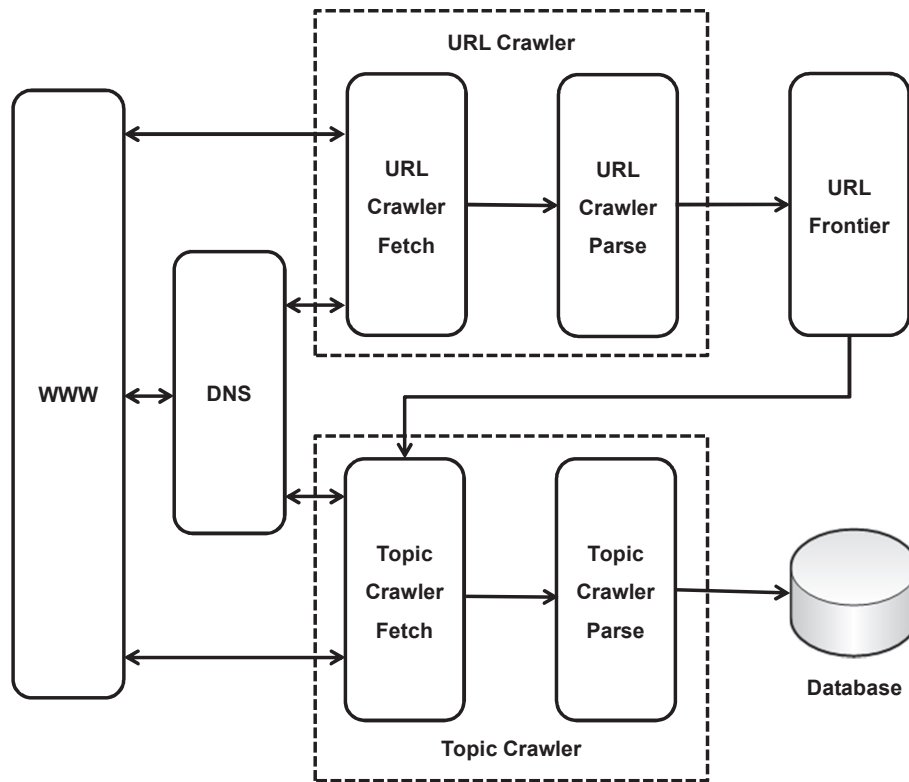 URL Crawler
URL
Crawler
Fetch
URL
Crawler
Parse
URL
Frontier
WWW
DNS
Topic
Crawler
Fetch
Topic
Crawler
Parse
Database
Topic Crawler